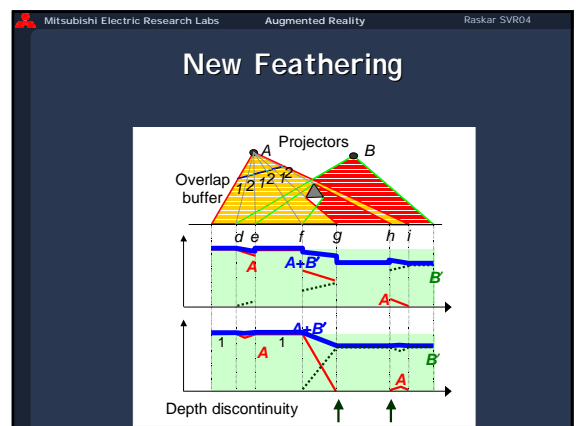 Mitsubishi Electric Research Labs Augmented Reality Raskar SVR04
New Feathering
Projectors
A B
Overlap
buffer
1 2 1 2 1 2
d e f g h i
A A+B' A B'
A+B'
1 A 1 A B'
Depth discontinuity